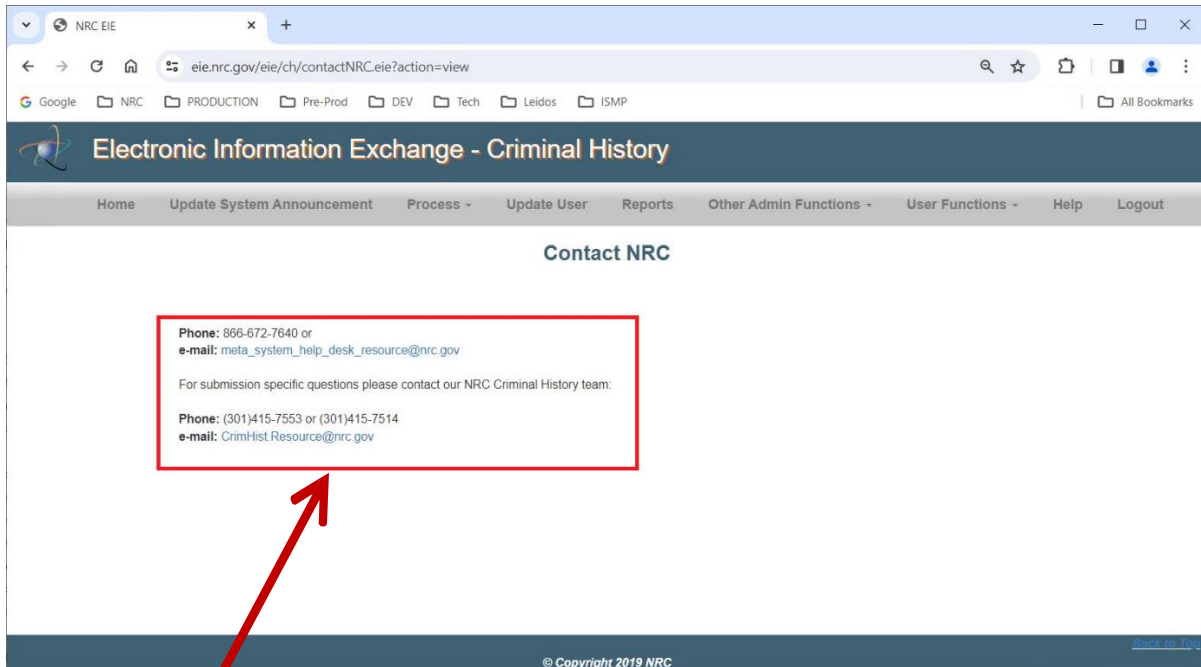 NRC EIE
eie.nrc.gov/eie/ch/contactNRC.eie?action=view
Google NRC PRODUCTION Pre-Prod DEV Tech Leidos ISMP All Bookmarks
Electronic Information Exchange - Criminal History
Home Update System Announcement Process Update User Reports Other Admin Functions User Functions Help Logout
Contact NRC
Phone: 866-672-7640 or
e-mail: meta_system_help_desk_resource@nrc.gov
For submission specific questions please contact our NRC Criminal History team:
Phone: (301)415-7553 or (301)415-7514
e-mail: CrimHist.Resource@nrc.gov
Back to Top
© Copyright 2019 NRC